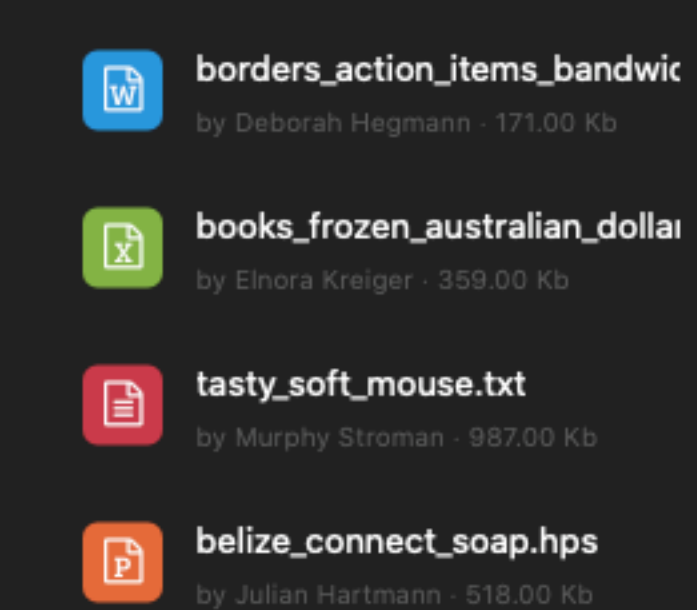 W
borders_action_items_bandwic
by Deborah Hegmann · 171.00 Kb
X
books_frozen_australian_dollar
by Elnora Kreiger · 359.00 Kb
tasty_soft_mouse.txt
by Murphy Stroman · 987.00 Kb
P
belize_connect_soap.hps
by Julian Hartmann · 518.00 Kb